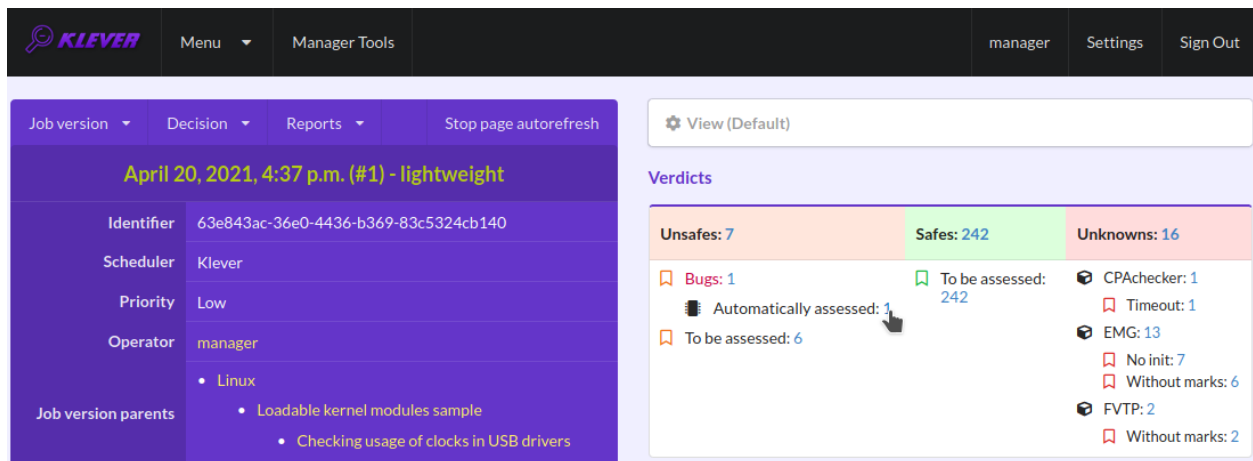 KLEVER Menu Manager Tools manager Settings Sign Out
Job version Decision Reports Stop page autorefresh
April 20, 2021, 4:37 p.m. (#1) - lightweight
Identifier 63e843ac-36e0-4436-b369-83c5324cb140
Scheduler Klever
Priority Low
Operator manager
Job version parents
• Linux
• Loadable kernel modules sample
• Checking usage of clocks in USB drivers
View (Default)
Verdicts
Unsafes: 7
Bugs: 1
Automatically assessed: 1
To be assessed: 6
Safes: 242
To be assessed:
242
Unknowns: 16
CPAchecker: 1
Timeout: 1
EMG: 13
No init: 7
Without marks: 6
FVTP: 2
Without marks: 2